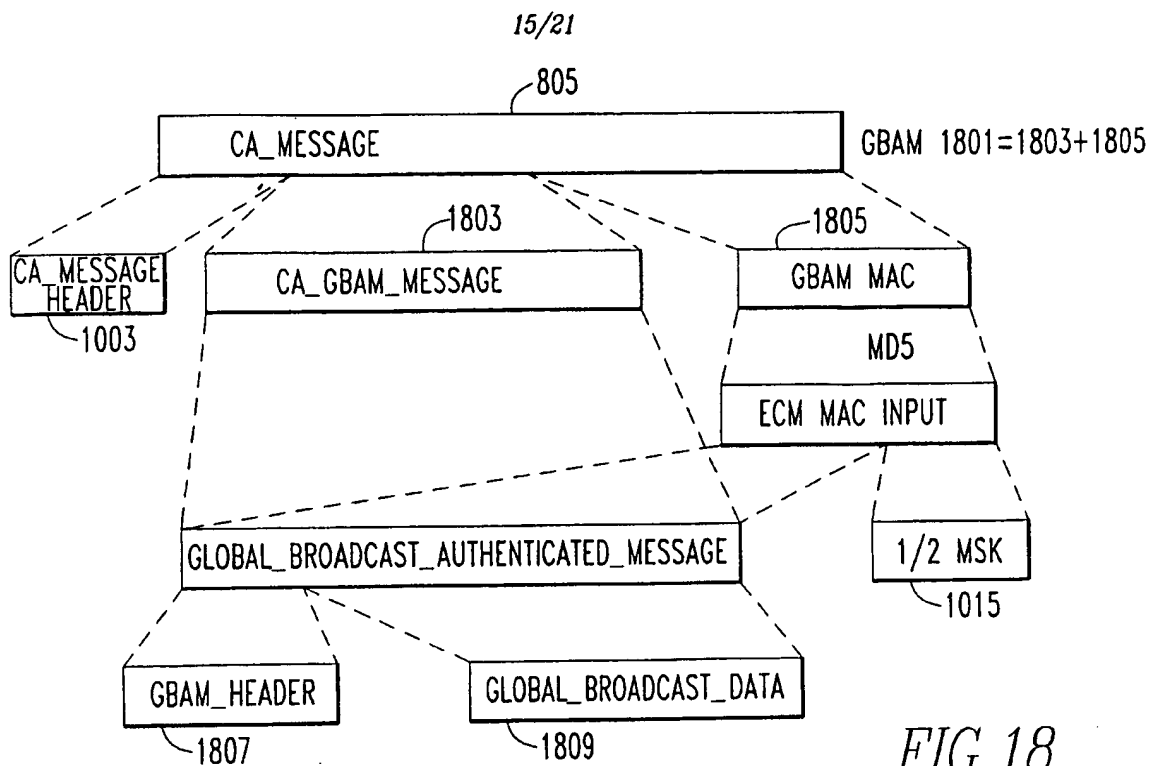 15/21
805
CA_MESSAGE
GBAM 1801=1803+1805
1803
1805
CA_MESSAGE
HEADER
CA_GBAM_MESSAGE
GBAM MAC
1003
MD5
ECM MAC INPUT
GLOBAL_BROADCAST_AUTHENTICATED_MESSAGE
1/2 MSK
1015
GBAM_HEADER
GLOBAL_BROADCAST_DATA
1807
1809
FIG.18